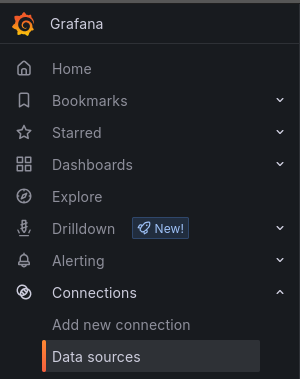 Grafana
Home
Bookmarks
Starred
Dashboards
Explore
Drilldown New!
Alerting
Connections
Add new connection
Data sources